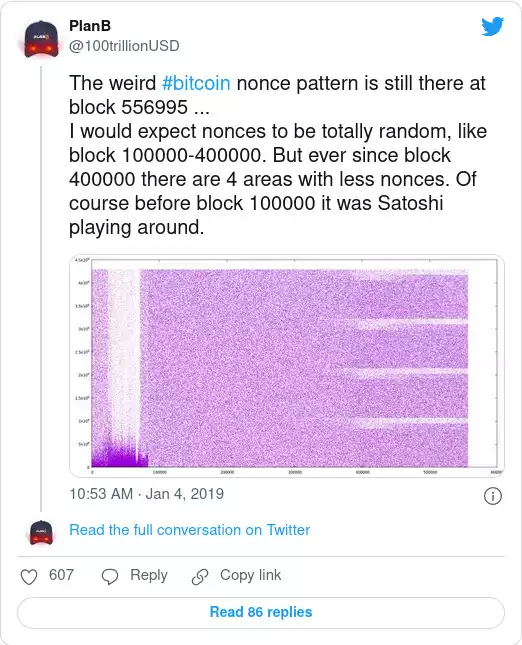 PlanB
@100trillionUSD
The weird #bitcoin nonce pattern is still there at
block 556995 ...
I would expect nonces to be totally random, like
block 100000-400000. But ever since block
400000 there are 4 areas with less nonces. Of
course before block 100000 it was Satoshi
playing around.
10:53 AM · Jan 4, 2019
Read the full conversation on Twitter
607 Reply Copy link
Read 86 replies